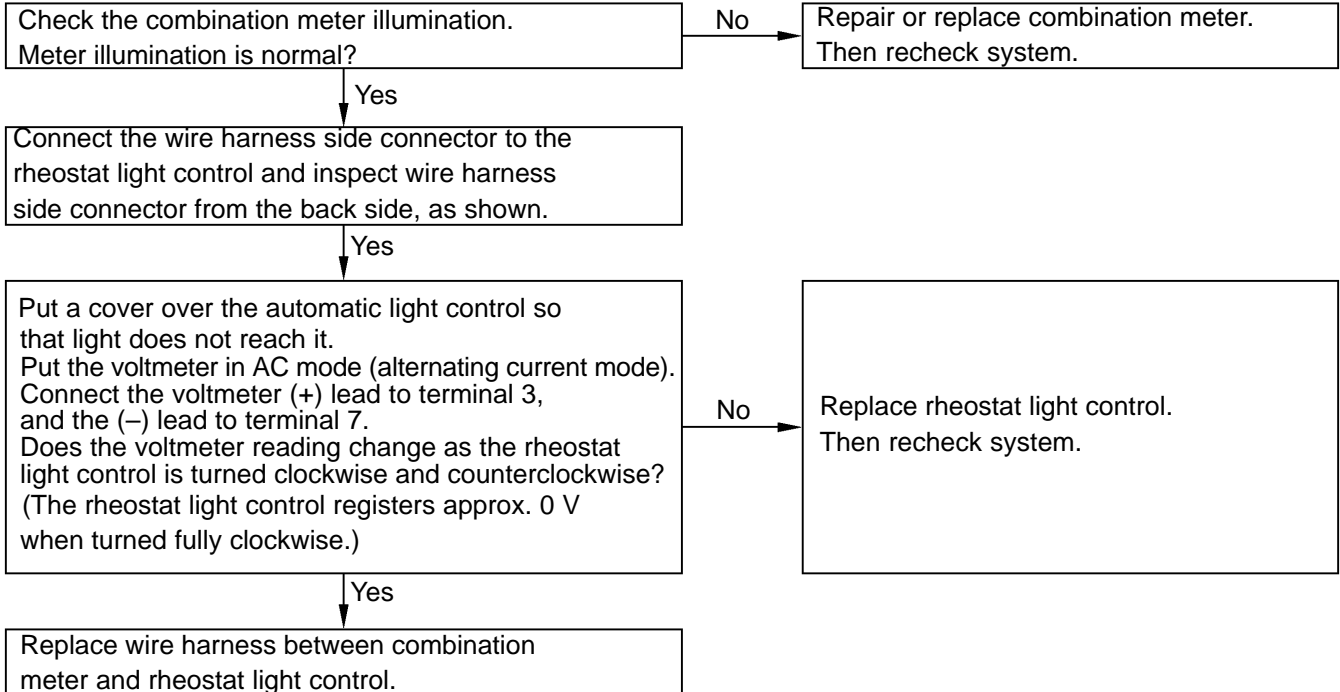 Check the combination meter illumination.
Meter illumination is normal?
No
Repair or replace combination meter.
Then recheck system.
Yes
Connect the wire harness side connector to the
rheostat light control and inspect wire harness
side connector from the back side, as shown.
Yes
Put a cover over the automatic light control so
that light does not reach it.
Put the voltmeter in AC mode (alternating current mode).
Connect the voltmeter (+) lead to terminal 3,
and the (–) lead to terminal 7.
Does the voltmeter reading change as the rheostat
light control is turned clockwise and counterclockwise?
(The rheostat light control registers approx. 0 V
when turned fully clockwise.)
No
Replace rheostat light control.
Then recheck system.
Yes
Replace wire harness between combination
meter and rheostat light control.